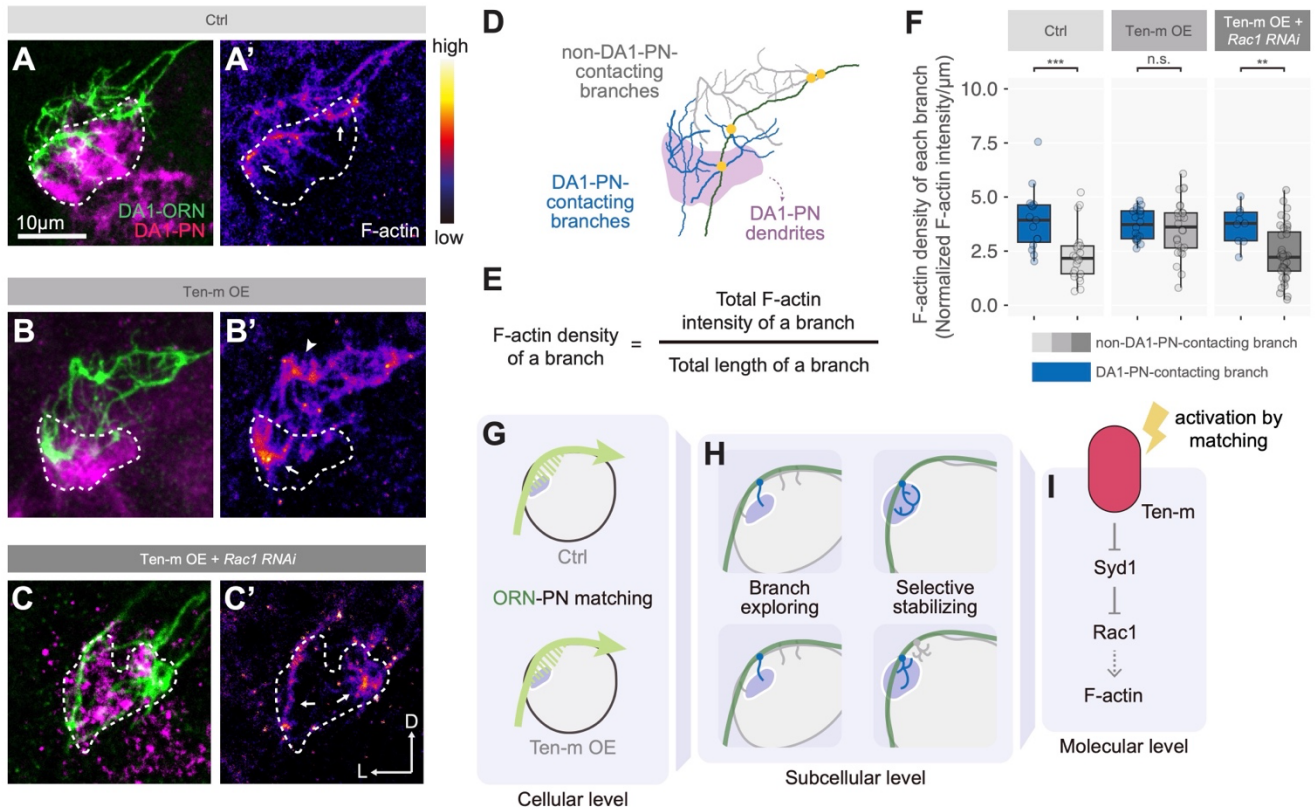 Ctrl
A
A'
DA1-ORN
10µm
DA1-PN
F-actin
high
low
Ten-m OE
B
B'
Ten-m OE + Rac1 RNAi
C
C'
D
L
D
non-DA1-PN-
contacting
branches
DA1-PN-
contacting
branches
DA1-PN
dendrites
E
F-actin density
of a branch
=
Total F-actin
intensity of a branch
Total length of a branch
F
Ctrl
Ten-m OE
Ten-m OE +
Rac1 RNAi
***
n.s.
**
F-actin density of each branch
(Normalized F-actin intensity/µm)
10.0
7.5
5.0
2.5
0.0
non-DA1-PN-contacting branch
DA1-PN-contacting branch
G
Ctrl
ORN-PN matching
Ten-m OE
Cellular level
H
Branch
exploring
Selective
stabilizing
Subcellular level
I
activation by
matching
Ten-m
Syd1
Rac1
F-actin
Molecular level